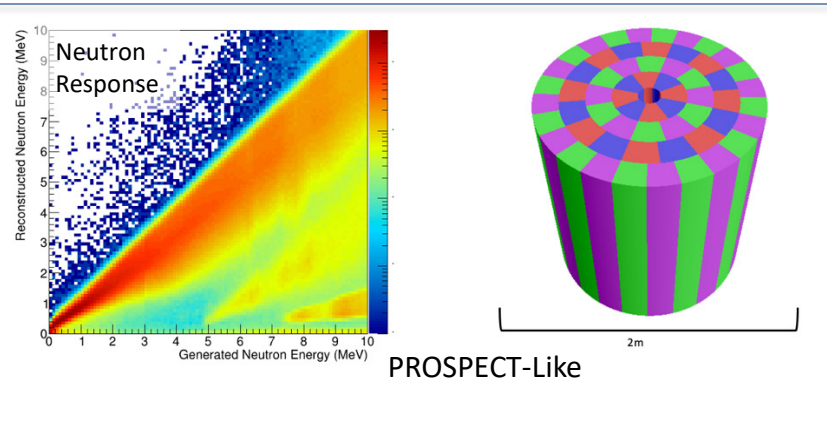 Neutron
Response
Reconstructed Neutron Energy (MeV)
10
9
8
7
6
5
4
3
2
1
0
0 1 2 3 4 5 6 7 8 9 10
Generated Neutron Energy (MeV)
2m
PROSPECT-Like